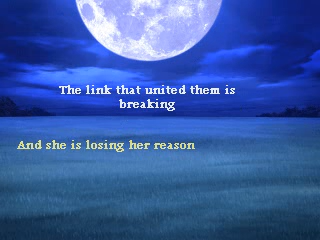 The link that united them is
breaking
And she is losing her reason